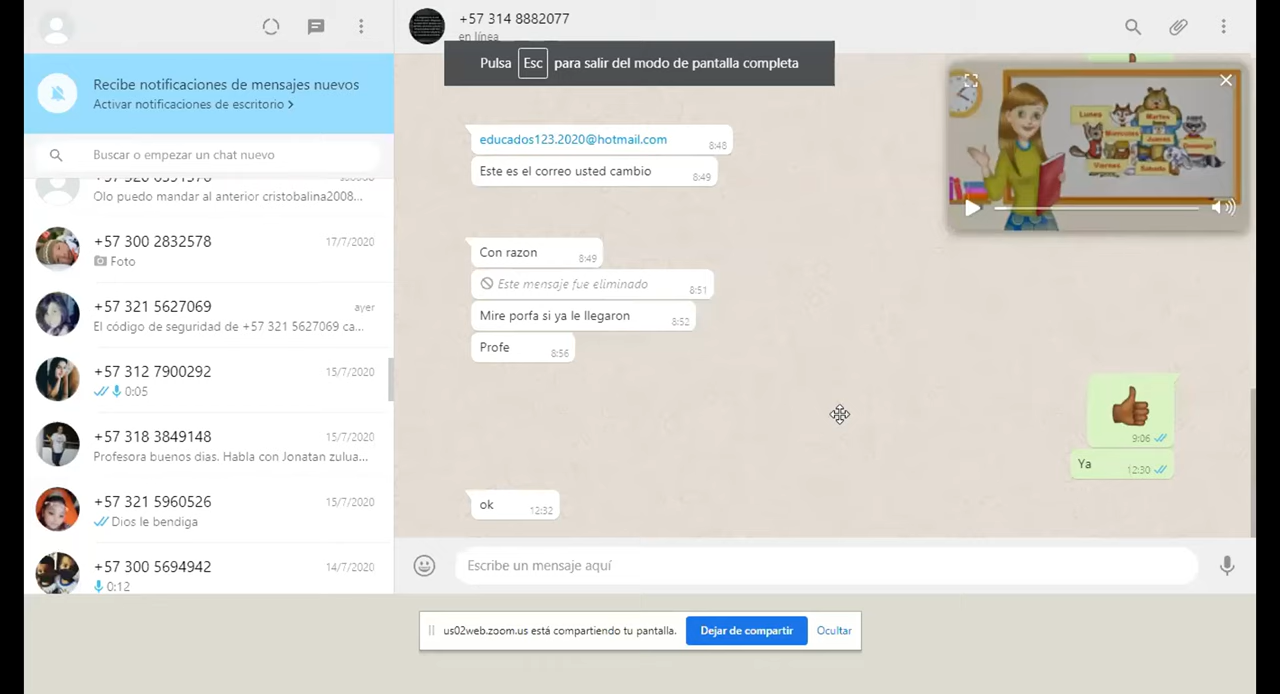 +57 314 8882077
en línea
Pulsa Esc para salir del modo de pantalla completa
Recibe notificaciones de mensajes nuevos
Activar notificaciones de escritorio >
Buscar o empezar un chat nuevo
Olo puedo mandar al anterior cristobalina2008...
+57 300 2832578
17/7/2020
Foto
+57 321 5627069
ayer
El código de seguridad de +57 321 5627069 ca...
+57 312 7900292
15/7/2020
0:05
+57 318 3849148
15/7/2020
Profesora buenos dias. Habla con Jonatan zulua...
+57 321 5960526
15/7/2020
Dios le bendiga
+57 300 5694942
14/7/2020
0:12
educados123.2020@hotmail.com
8:48
Este es el correo usted cambio
8:49
Con razon
8:49
Este mensaje fue eliminado
8:51
Mire porfa si ya le llegaron
8:52
Profe
8:56
9:06
Ya
12:30
ok
12:32
Lunes
Martes
Miercoles
Jueves
Domingo
Viernes
Sabado
Escribe un mensaje aquí
us02web.zoom.us está compartiendo tu pantalla.
Dejar de compartir
Ocultar